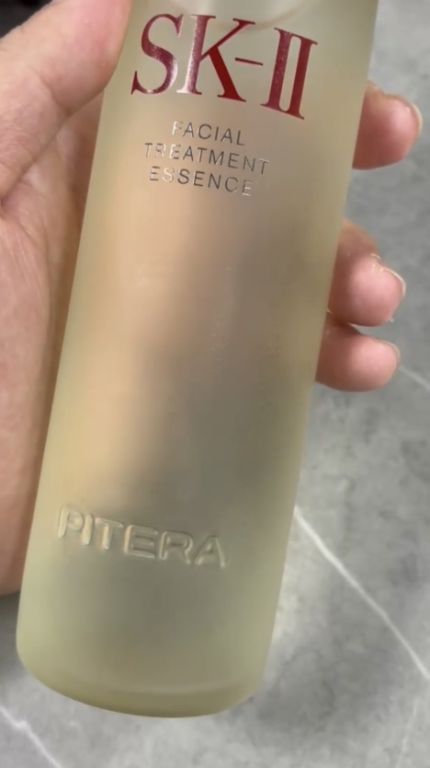 SK-II
FACIAL
TREATMENT
ESSENCE
PITERA